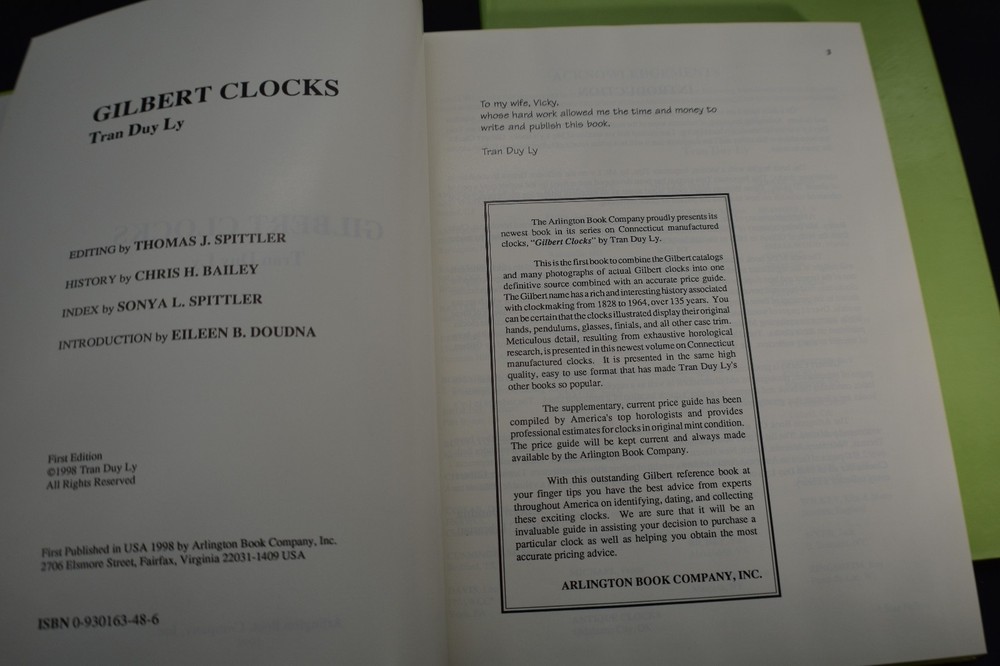 GILBERT CLOCKS
Tran Duy Ly
EDITING by THOMAS J. SPITTLER
HISTORY by CHRIS H. BAILEY
INDEX by SONYA L. SPITTLER
INTRODUCTION by EILEEN B. DOUDNA
First Edition
©1998 Tran Duy Ly
All Rights Reserved
First Published in USA 1998 by Arlington Book Company, Inc.
2706 Elsmore Street, Fairfax, Virginia 22031-1409 USA
ISBN 0-930163-48-6
3
To my wife, Vicky,
whose hard work allowed me the time and money to
write and publish this book.
Tran Duy Ly
The Arlington Book Company proudly presents its
newest book in its series on Connecticut manufactured
clocks, "Gilbert Clocks" by Tran Duy Ly.
This is the first book to combine the Gilbert catalogs
and many photographs of actual Gilbert clocks into one
definitive source combined with an accurate price guide.
The Gilbert name has a rich and interesting history associated
with clockmaking from 1828 to 1964, over 135 years. You
can be certain that the clocks illustrated display their original
hands, pendulums, glasses, finials, and all other case trim.
Meticulous detail, resulting from exhaustive horological
research, is presented in this newest volume on Connecticut
manufactured clocks. It is presented in the same high
quality, easy to use format that has made Tran Duy Ly's
other books so popular.
The supplementary, current price guide has been
compiled by America's top horologists and provides
professional estimates for clocks in original mint condition.
The price guide will be kept current and always made
available by the Arlington Book Company.
With this outstanding Gilbert reference book at
your finger tips you have the best advice from experts
throughout America on identifying, dating, and collecting
these exciting clocks. We are sure that it will be an
invaluable guide in assisting your decision to purchase a
particular clock as well as helping you obtain the most
accurate pricing advice.
ARLINGTON BOOK COMPANY, INC.